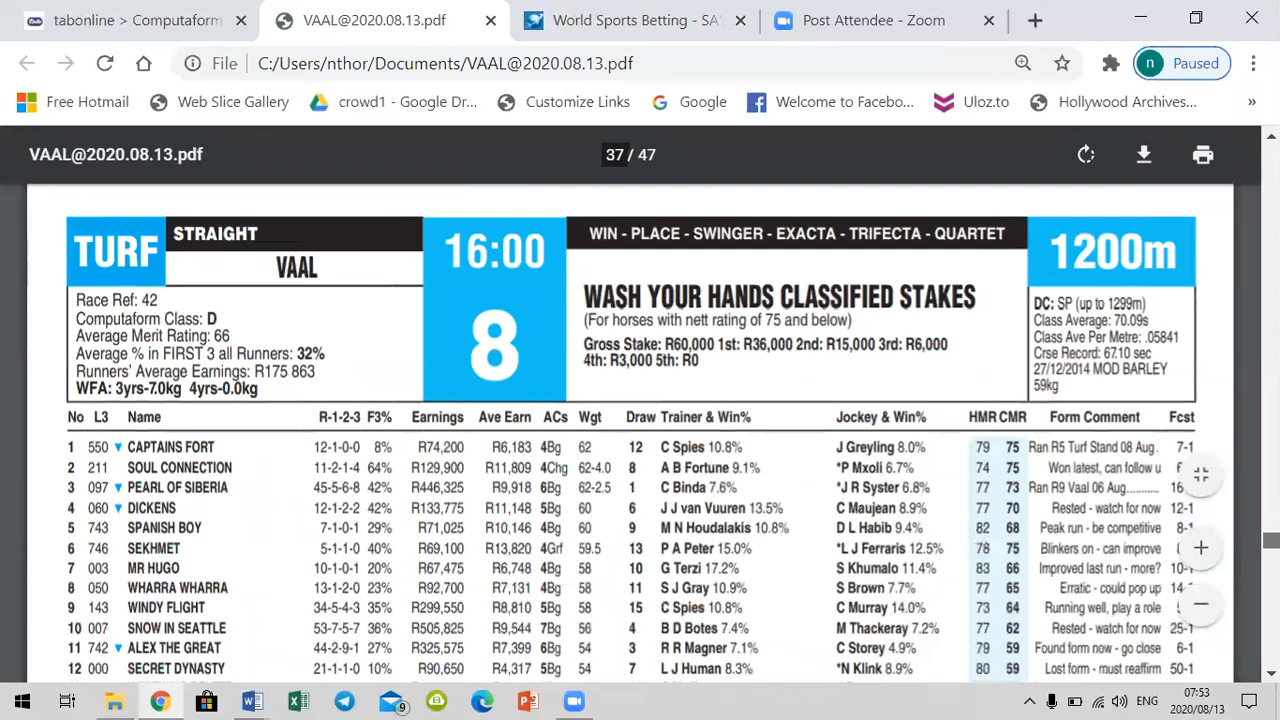 tabonline > Computaform
VAAL@2020.08.13.pdf
World Sports Betting - SA'
Post Attendee - Zoom
File C:/Users/nthor/Documents/VAAL@2020.08.13.pdf
n Paused
Free Hotmail
Web Slice Gallery
crowd1 - Google Dr...
Customize Links
Google
Welcome to Facebo...
Uloz.to
Hollywood Archives...
»
VAAL@2020.08.13.pdf
37 / 47
TURF
STRAIGHT
VAAL
Race Ref: 42
Computaform Class: D
Average Merit Rating: 66
Average % in FIRST 3 all Runners: 32%
Runners' Average Earnings: R175 863
WFA: 3yrs-7.0kg 4yrs-0.0kg
16:00
8
WIN - PLACE - SWINGER - EXACTA - TRIFECTA - QUARTET
WASH YOUR HANDS CLASSIFIED STAKES
(For horses with nett rating of 75 and below)
Gross Stake: R60,000 1st: R36,000 2nd: R15,000 3rd: R6,000
4th: R3,000 5th: R0
1200m
DC: SP (up to 1299m)
Class Average: 70.09s
Class Ave Per Metre: .05841
Crse Record: 67.10 sec
27/12/2014 MOD BARLEY
59kg
No L3 Name R-1-2-3 F3% Earnings Ave Earn ACs Wgt Draw Trainer & Win% Jockey & Win% HMR CMR Form Comment Fcst
1 550 ▼ CAPTAINS FORT 12-1-0-0 8% R74,200 R6,183 4Bg 62 12 C Spies 10.8% J Greyling 8.0% 79 75 Ran R5 Turf Stand 08 Aug. 7-1
2 211 SOUL CONNECTION 11-2-1-4 64% R129,900 R11,809 4Chg 62-4.0 8 A B Fortune 9.1% *P Mxoli 6.7% 74 75 Won latest, can follow u
3 097 ▼ PEARL OF SIBERIA 45-5-6-8 42% R446,325 R9,918 6Bg 62-2.5 1 C Binda 7.6% *J R Syster 6.8% 77 73 Ran R9 Vaal 06 Aug........... 16
4 060 ▼ DICKENS 12-1-2-2 42% R133,775 R11,148 5Bg 60 6 J J van Vuuren 13.5% C Maujean 8.9% 77 70 Rested - watch for now 12-1
5 743 SPANISH BOY 7-1-0-1 29% R71,025 R10,146 4Bg 60 9 M N Houdalakis 10.8% D L Habib 9.4% 82 68 Peak run - be competitive 8-1
6 746 SEKHMET 5-1-1-0 40% R69,100 R13,820 4Grf 59.5 13 P A Peter 15.0% *L J Ferraris 12.5% 76 75 Blinkers on - can improve
7 003 MR HUGO 10-1-0-1 20% R67,475 R6,748 4Bg 58 10 G Terzi 17.2% S Khumalo 11.4% 83 66 Improved last run - more? 10-1
8 050 WHARRA WHARRA 13-1-2-0 23% R92,700 R7,131 4Bg 58 11 S J Gray 10.9% S Brown 7.7% 77 65 Erratic - could pop up 14
9 143 WINDY FLIGHT 34-5-4-3 35% R299,550 R8,810 5Bg 58 15 C Spies 10.8% C Murray 14.0% 73 64 Running well, play a role
10 007 SNOW IN SEATTLE 53-7-5-7 36% R505,825 R9,544 7Bg 56 4 B D Botes 7.4% M Thackeray 7.2% 77 62 Rested - watch for now 25-1
11 742 ▼ ALEX THE GREAT 44-2-9-1 27% R325,575 R7,399 6Bg 54 3 R R Magner 7.1% C Storey 4.9% 79 59 Found form now - go close 6-1
12 000 SECRET DYNASTY 21-1-1-0 10% R90,650 R4,317 5Bg 54 7 L J Human 8.3% *N Klink 8.9% 80 59 Lost form - must reaffirm 50-1
9
ENG
07:53
2020/08/13